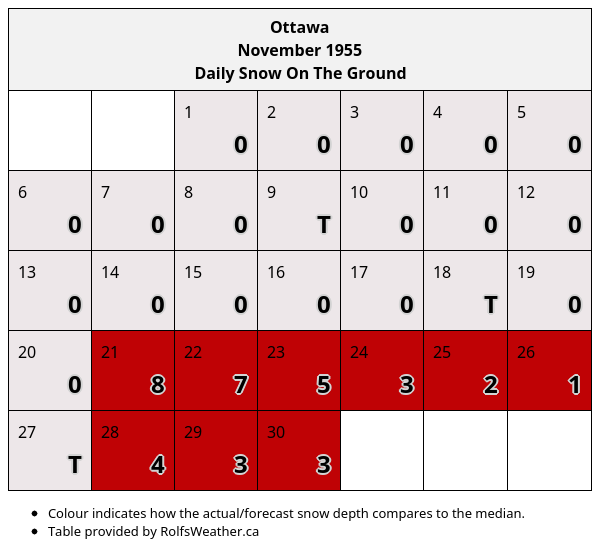 Ottawa
November 1955
Daily Snow On The Ground
1 2 3 4 5
0 0 0 0 0
6 7 8 9 10 11 12
0 0 0 T 0 0 0
13 14 15 16 17 18 19
0 0 0 0 0 T 0
20 21 22 23 24 25 26
0 8 7 5 3 2 1
27 28 29 30
T 4 3 3
Colour indicates how the actual/forecast snow depth compares to the median.
Table provided by RolfsWeather.ca